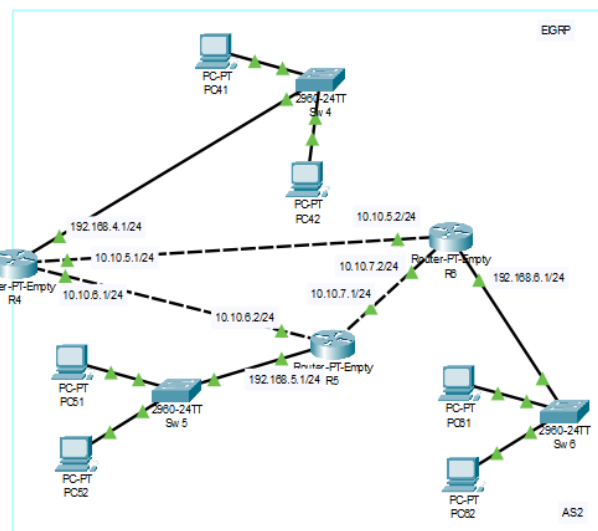 EIGRP
PC-PT
PC41
2960-24TT
Sw 4
PC-PT
PC42
192.168.4.1/24
10.10.5.2/24
10.10.5.1/24
10.10.7.2/24
Router-PT-Empty
R6
er-PT-Empty
R4
10.10.6.1/24
192.168.6.1/24
10.10.7.1/24
10.10.6.2/24
Router-PT-Empty
R5
192.168.5.1/24
PC-PT
PC51
2960-24TT
Sw 5
PC-PT
PC52
PC-PT
PC61
2960-24TT
Sw 6
PC-PT
PC62
AS2